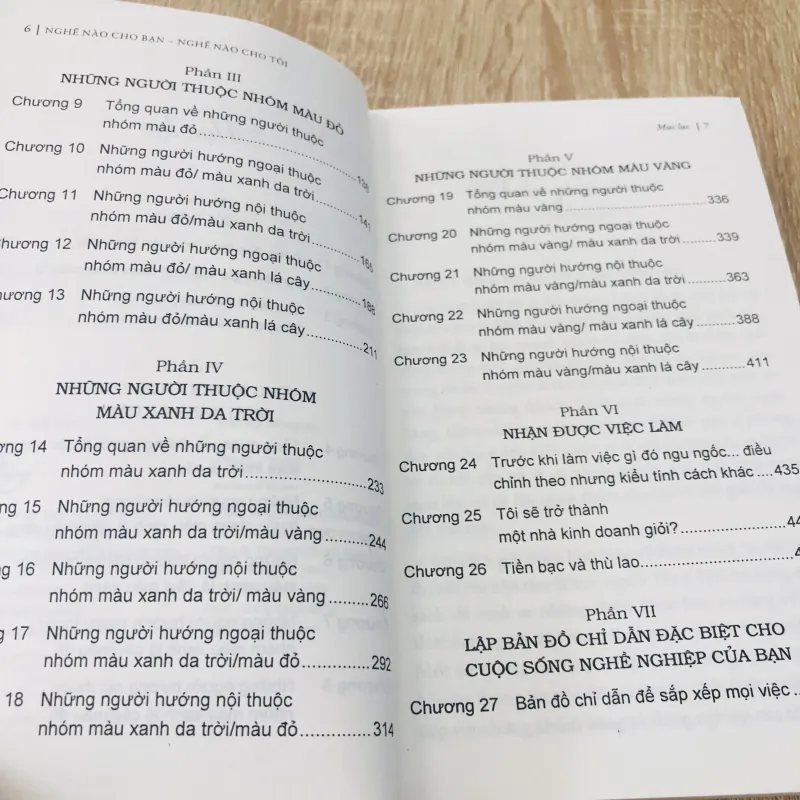 6 | NGHỀ NÀO CHO BẠN – NGHỀ NÀO CHO TÔI
Phần III
NHỮNG NGƯỜI THUỘC NHÓM MÀU ĐỎ
Chương 9 Tổng quan về những người thuộc
nhóm màu đỏ
Chương 10 Những người hướng ngoại thuộc
nhóm màu đỏ/ màu xanh da trời
Chương 11 Những người hướng nội thuộc
nhóm màu đỏ/màu xanh da trời 141
Chương 12 Những người hướng ngoại thuộc
nhóm màu đỏ/ màu xanh lá cây
hương 13 Những người hướng nội thuộc
nhóm màu đỏ/màu xanh lá cây 211
Phần IV
NHỮNG NGƯỜI THUỘC NHÓM
MÀU XANH DA TRỜI
ơng 14 Tổng quan về những người thuộc
nhóm màu xanh da trời 233
ng 15 Những người hướng ngoại thuộc
nhóm màu xanh da trời/màu vàng 244
g 16 Những người hướng nội thuộc
nhóm màu xanh da trời/ màu vàng 266
g 17 Những người hướng ngoại thuộc
nhóm màu xanh da trời/màu đỏ 292
18 Những người hướng nội thuộc
nhóm màu xanh da trời/màu đỏ 314
Mục lục | 7
Phần V
NHỮNG NGƯỜI THUỘC NHÓM MÀU VÀNG
Chương 19 Tổng quan về những người thuộc
nhóm màu vàng 336
Chương 20 Những người hướng ngoại thuộc
nhóm màu vàng/ màu xanh da trời 339
Chương 21 Những người hướng nội thuộc
nhóm màu vàng/màu xanh da trời 363
Chương 22 Những người hướng ngoại thuộc
nhóm màu vàng/ màu xanh lá cây 388
Chương 23 Những người hướng nội thuộc
nhóm màu vàng/màu xanh lá cây 411
Phần VI
NHẬN ĐƯỢC VIỆC LÀM
Chương 24 Trước khi làm việc gì đó ngu ngốc... điều
chỉnh theo nhưng kiểu tính cách khác 435
Chương 25 Tôi sẽ trở thành
một nhà kinh doanh giỏi? 44
Chương 26 Tiền bạc và thù lao
Phần VII
LẬP BẢN ĐỒ CHỈ DẪN ĐẶC BIỆT CHO
CUỘC SỐNG NGHỀ NGHIỆP CỦA BẠN
Chương 27 Bản đồ chỉ dẫn để sắp xếp mọi việc